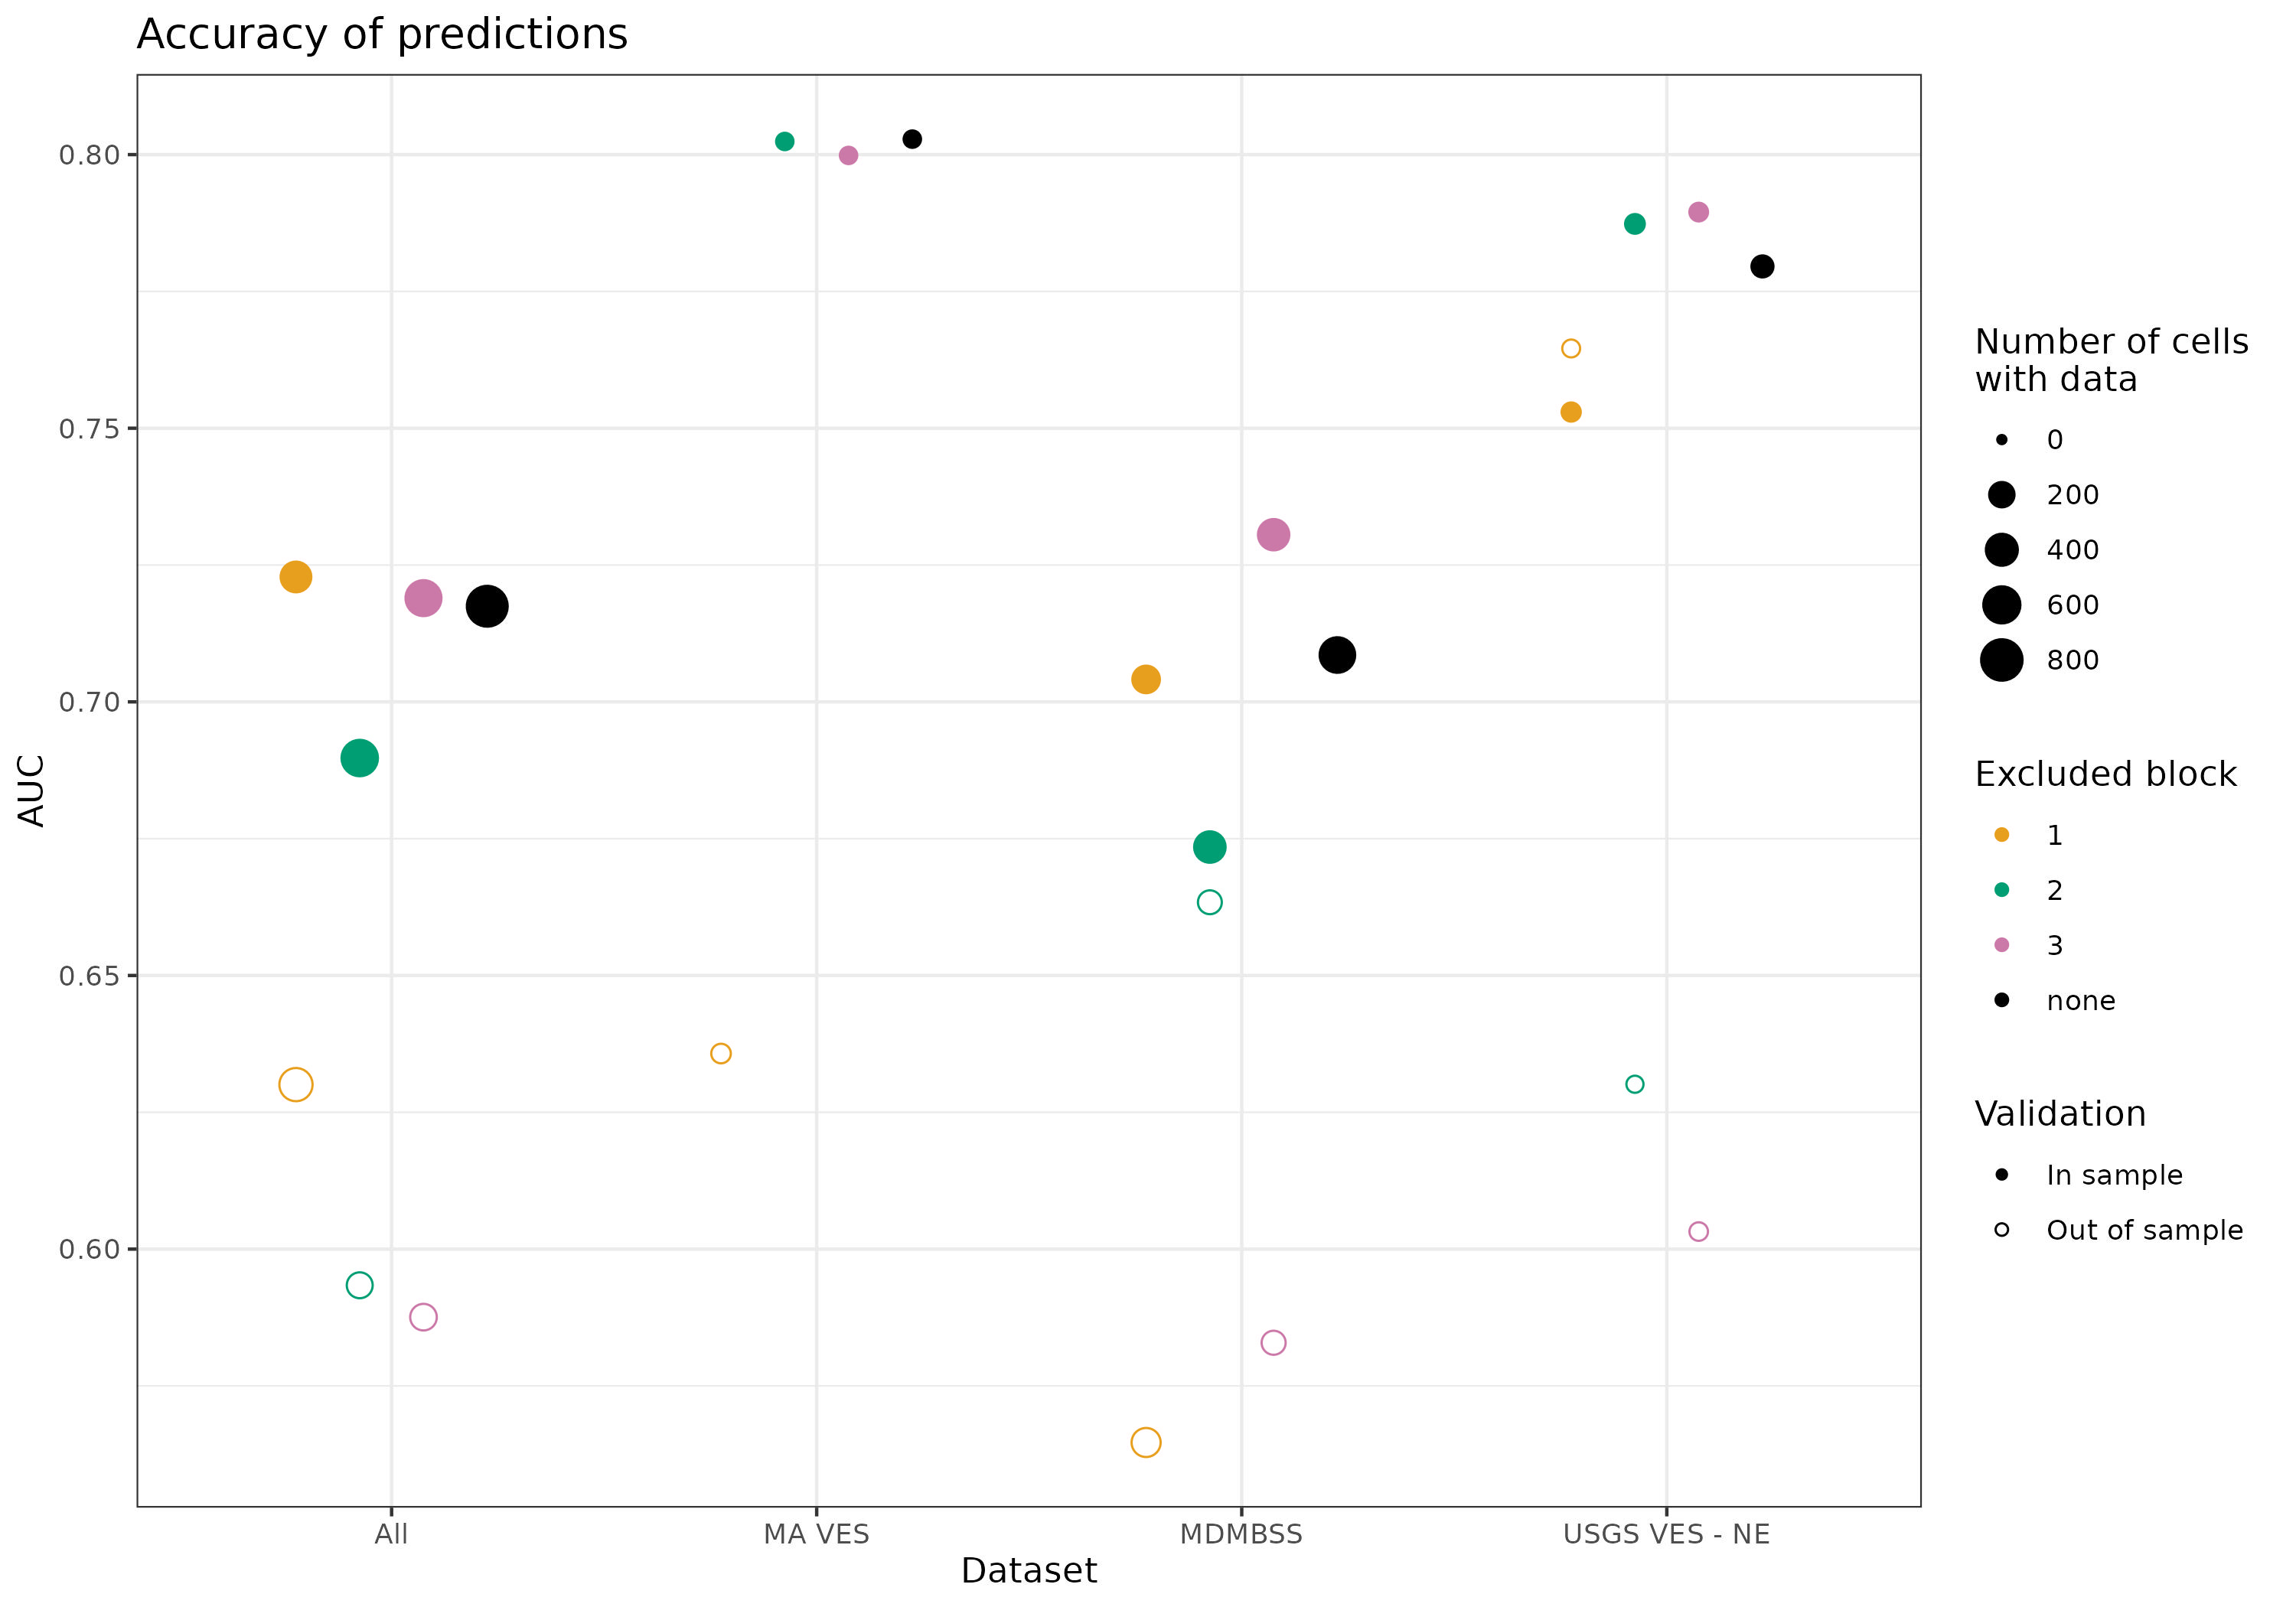 Accuracy of predictions
AUC
0.80
0.75
0.70
0.65
0.60
All
MA VES
MDMBSS
USGS VES - NE
Dataset
Number of cells
with data
0
200
400
600
800
Excluded block
1
2
3
none
Validation
In sample
Out of sample